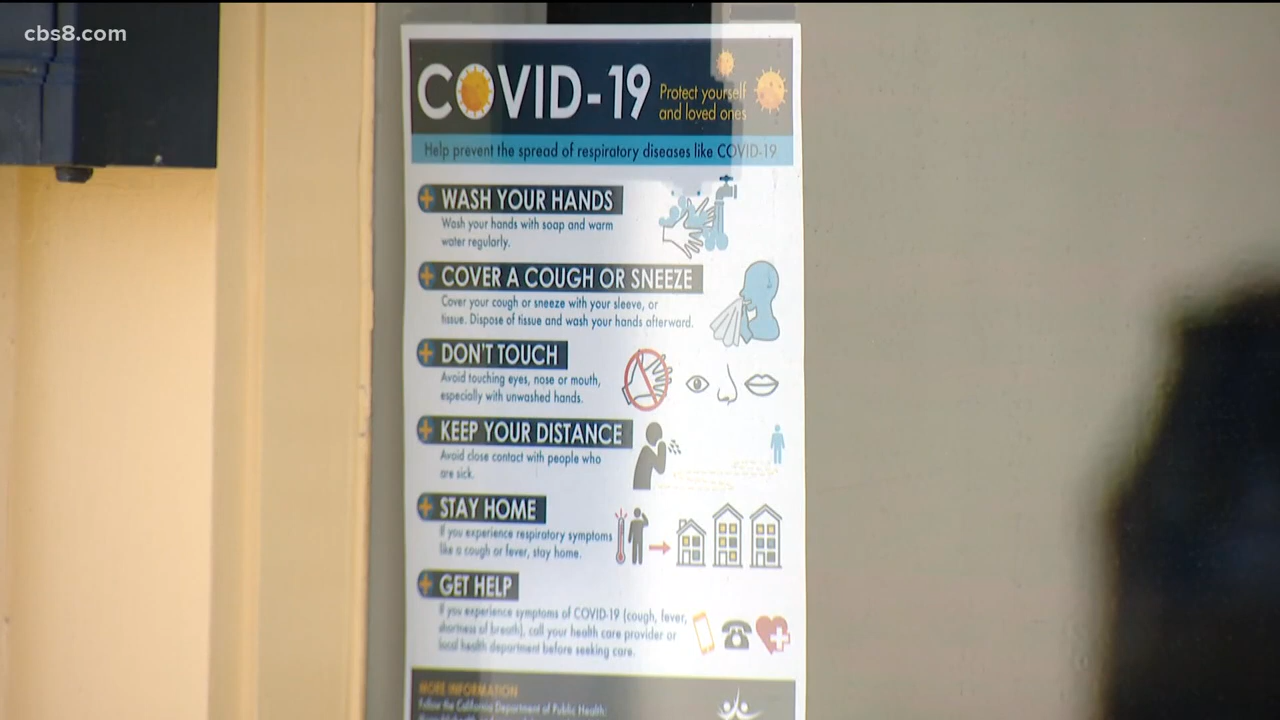 cbs8.com
COVID-19
Protect yourself
and loved ones
Help prevent the spread of respiratory diseases like COVID-19
WASH YOUR HANDS
Wash your hands with soap and warm
water regularly.
COVER A COUGH OR SNEEZE
Cover your cough or sneeze with your sleeve, or
tissue. Dispose of tissue and wash your hands afterward.
DON'T TOUCH
Avoid touching eyes, nose or mouth,
especially with unwashed hands.
KEEP YOUR DISTANCE
Avoid close contact with people who
are sick.
STAY HOME
If you experience respiratory symptoms
like a cough or fever, stay home.
GET HELP
If you experience symptoms of COVID-19 (cough, fever,
shortness of breath), call your health care provider or
local health department before seeking care.
MORE INFORMATION
Follow the California Department of Public Health: